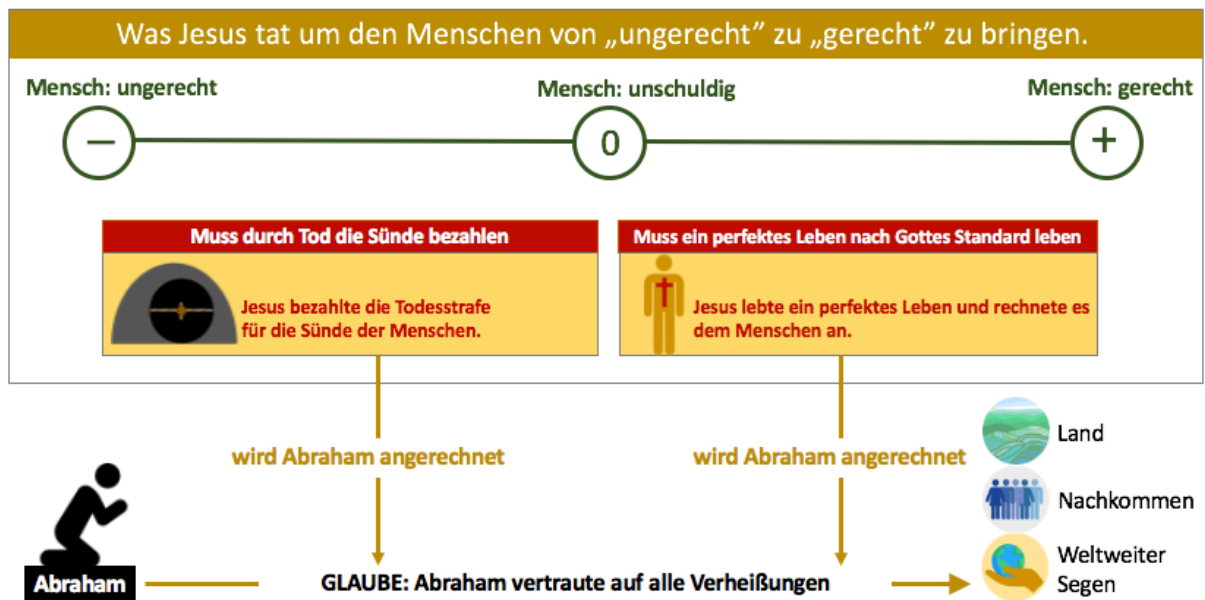 Was Jesus tat um den Menschen von „ungerecht” zu „gerecht” zu bringen.
Mensch: ungerecht
Mensch: unschuldig
Mensch: gerecht
−
0
+
Muss durch Tod die Sünde bezahlen
Jesus bezahlte die Todesstrafe
für die Sünde der Menschen.
Muss ein perfektes Leben nach Gottes Standard leben
Jesus lebte ein perfektes Leben und rechnete es
dem Menschen an.
wird Abraham angerechnet
wird Abraham angerechnet
Land
Nachkommen
Weltweiter
Segen
Abraham
GLAUBE: Abraham vertraute auf alle Verheißungen